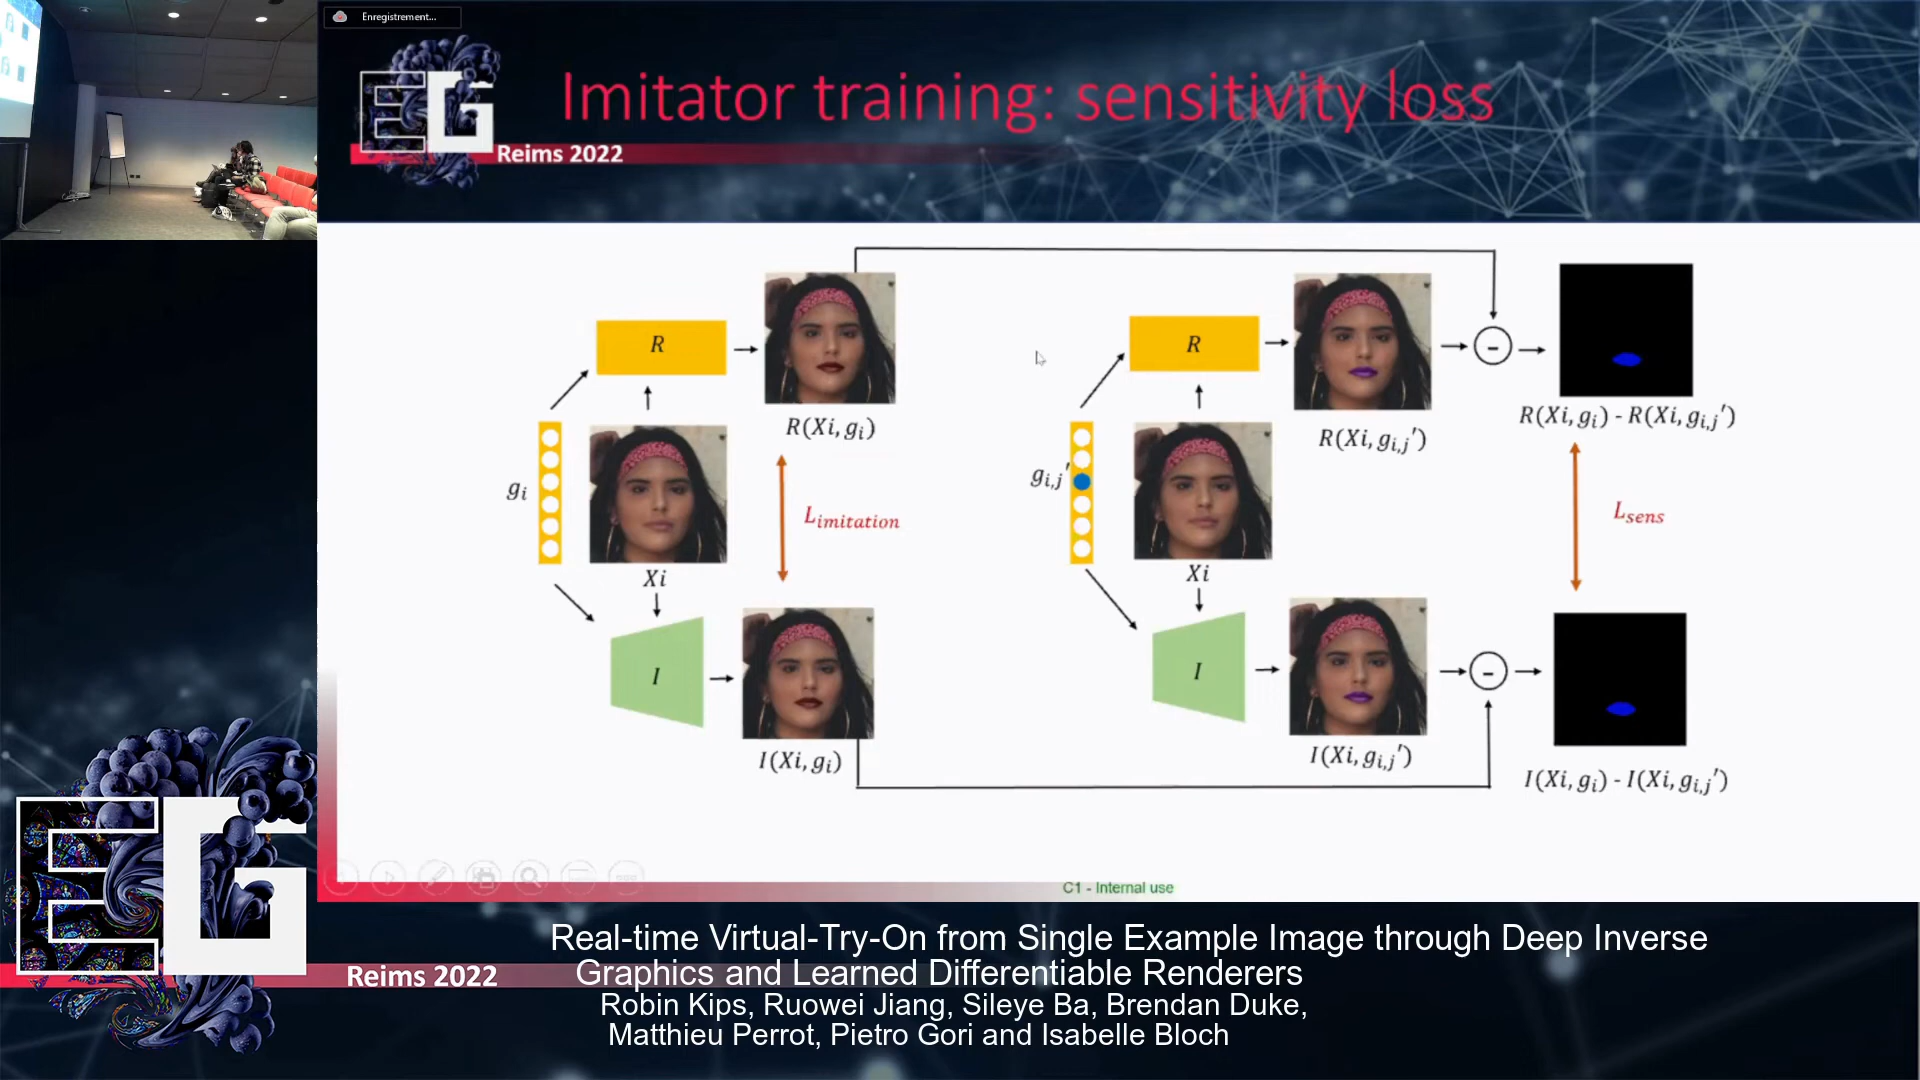 Enregistrement...
EG
Reims 2022
Imitator training: sensitivity loss
R
R(Xi, gi)
gi
Xi
Limitation
I
I(Xi, gi)
R
R(Xi, gi,j')
gi,j'
Xi
I
I(Xi, gi,j')
-
R(Xi, gi) - R(Xi, gi,j')
Lsens
-
I(Xi, gi) - I(Xi, gi,j')
C1 - Internal use
EG
Reims 2022
Real-time Virtual-Try-On from Single Example Image through Deep Inverse
Graphics and Learned Differentiable Renderers
Robin Kips, Ruowei Jiang, Sileye Ba, Brendan Duke,
Matthieu Perrot, Pietro Gori and Isabelle Bloch